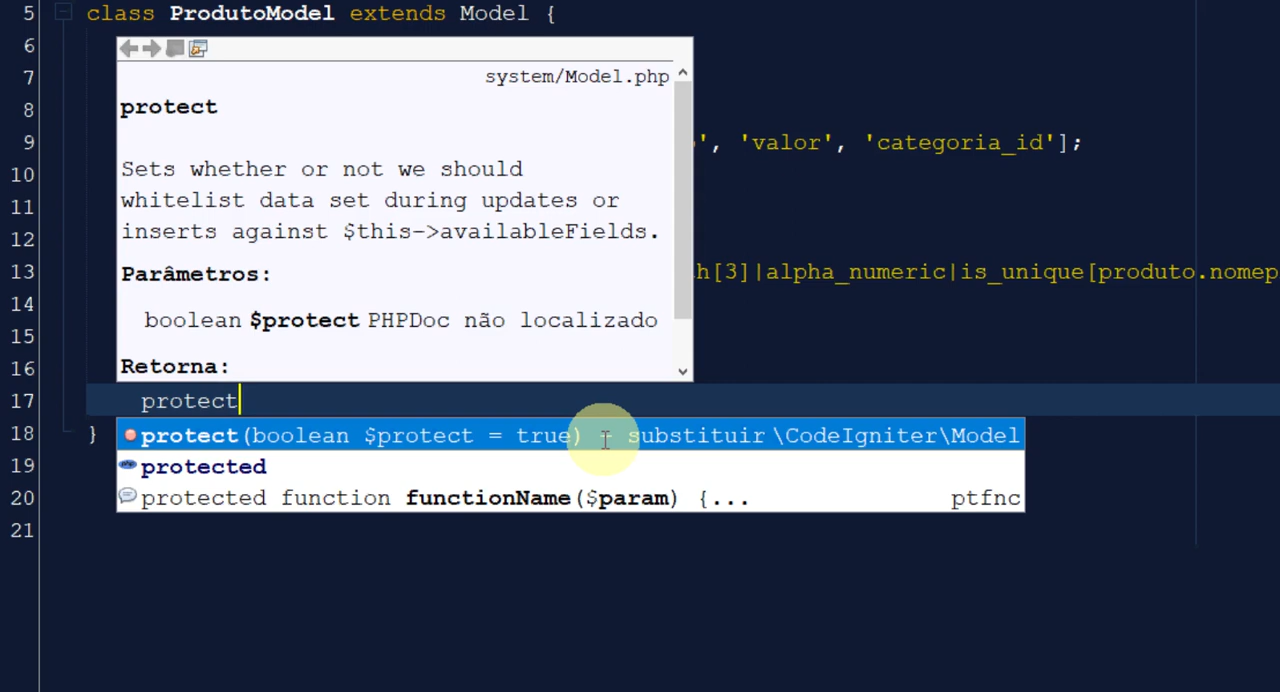 5 class ProdutoModel extends Model {
6
7 system/Model.php
8 protect
9 ', 'valor', 'categoria_id'];
10 Sets whether or not we should
11 whitelist data set during updates or
12 inserts against $this->availableFields.
13 Parâmetros: h[3]|alpha_numeric|is_unique[produto.nomep
14
15 boolean $protect PHPDoc não localizado
16 Retorna:
17 protect
18 } protect(boolean $protect = true) - substituir \CodeIgniter\Model
19 protected
20 protected function functionName($param) {... ptfnc
21